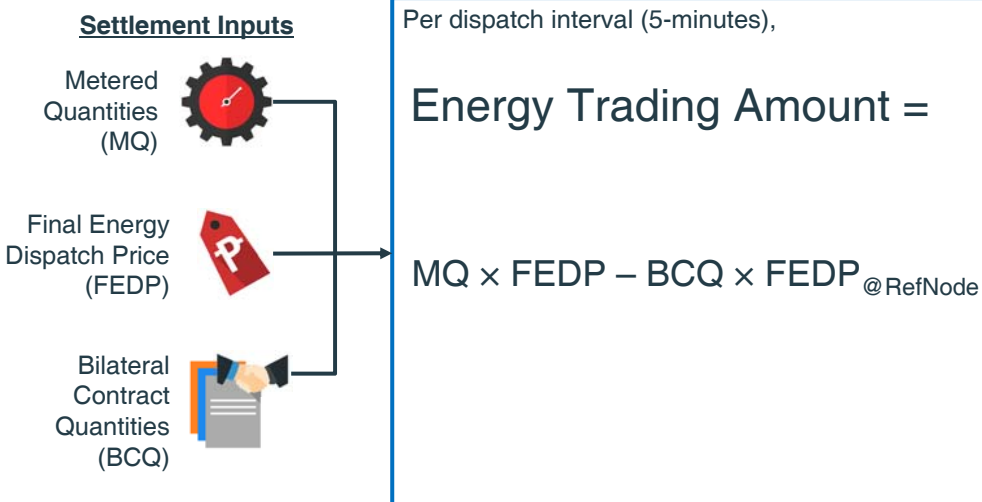 Settlement Inputs
Metered
Quantities
(MQ)
Final Energy
Dispatch Price
(FEDP)
₱
Bilateral
Contract
Quantities
(BCQ)
Per dispatch interval (5-minutes),
Energy Trading Amount =
MQ × FEDP – BCQ × FEDP@RefNode